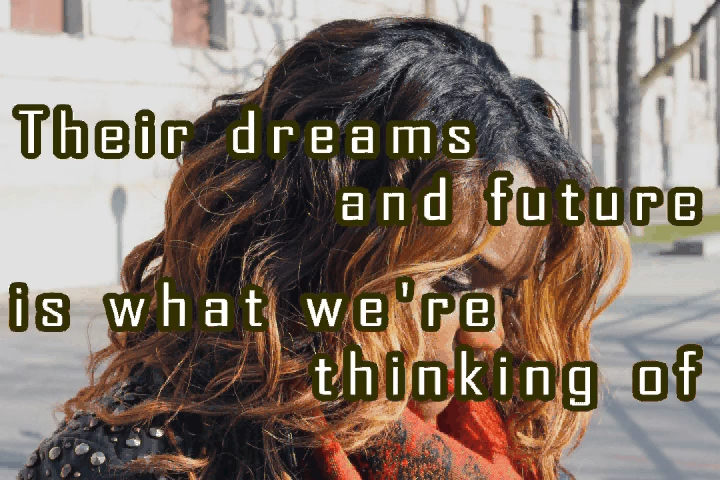 Their dreams
and future
is what we're
thinking of